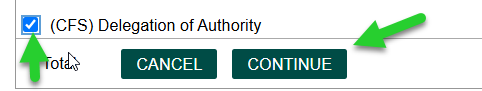 (CFS) Delegation of Authority
Total CANCEL CONTINUE